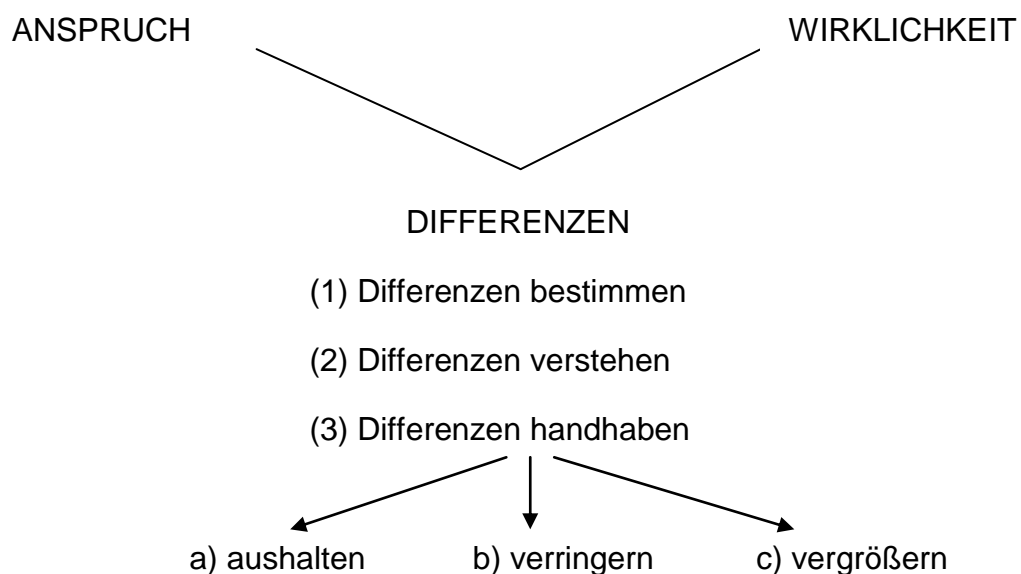 ANSPRUCH WIRKLICHKEIT
DIFFERENZEN
(1) Differenzen bestimmen
(2) Differenzen verstehen
(3) Differenzen handhaben
a) aushalten b) verringern c) vergrößern